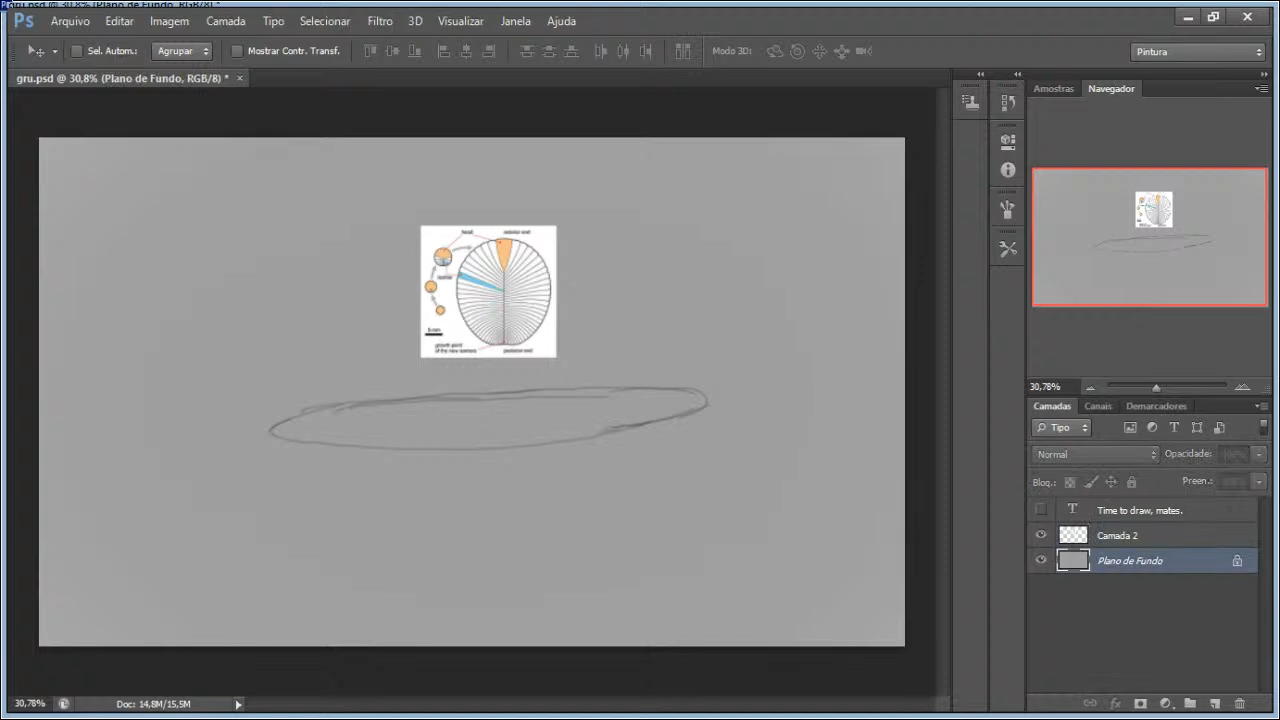 gru.psd @ 30,8% (Plano de Fundo, RGB/8) *
Ps Arquivo Editar Imagem Camada Tipo Selecionar Filtro 3D Visualizar Janela Ajuda
Sel. Autom.: Agrupar Mostrar Contr. Transf. Modo 3D: Pintura
gru.psd @ 30,8% (Plano de Fundo, RGB/8) * ×
Amostras Navegador
head anterior end
5 mm
growth point
of the new isomers posterior end
30,78%
Camadas Canais Demarcadores
Tipo
Normal Opacidade:
Bloq.: Preen.:
T Time to draw, mates.
Camada 2
Plano de Fundo
30,78% Doc: 14,8M/15,5M